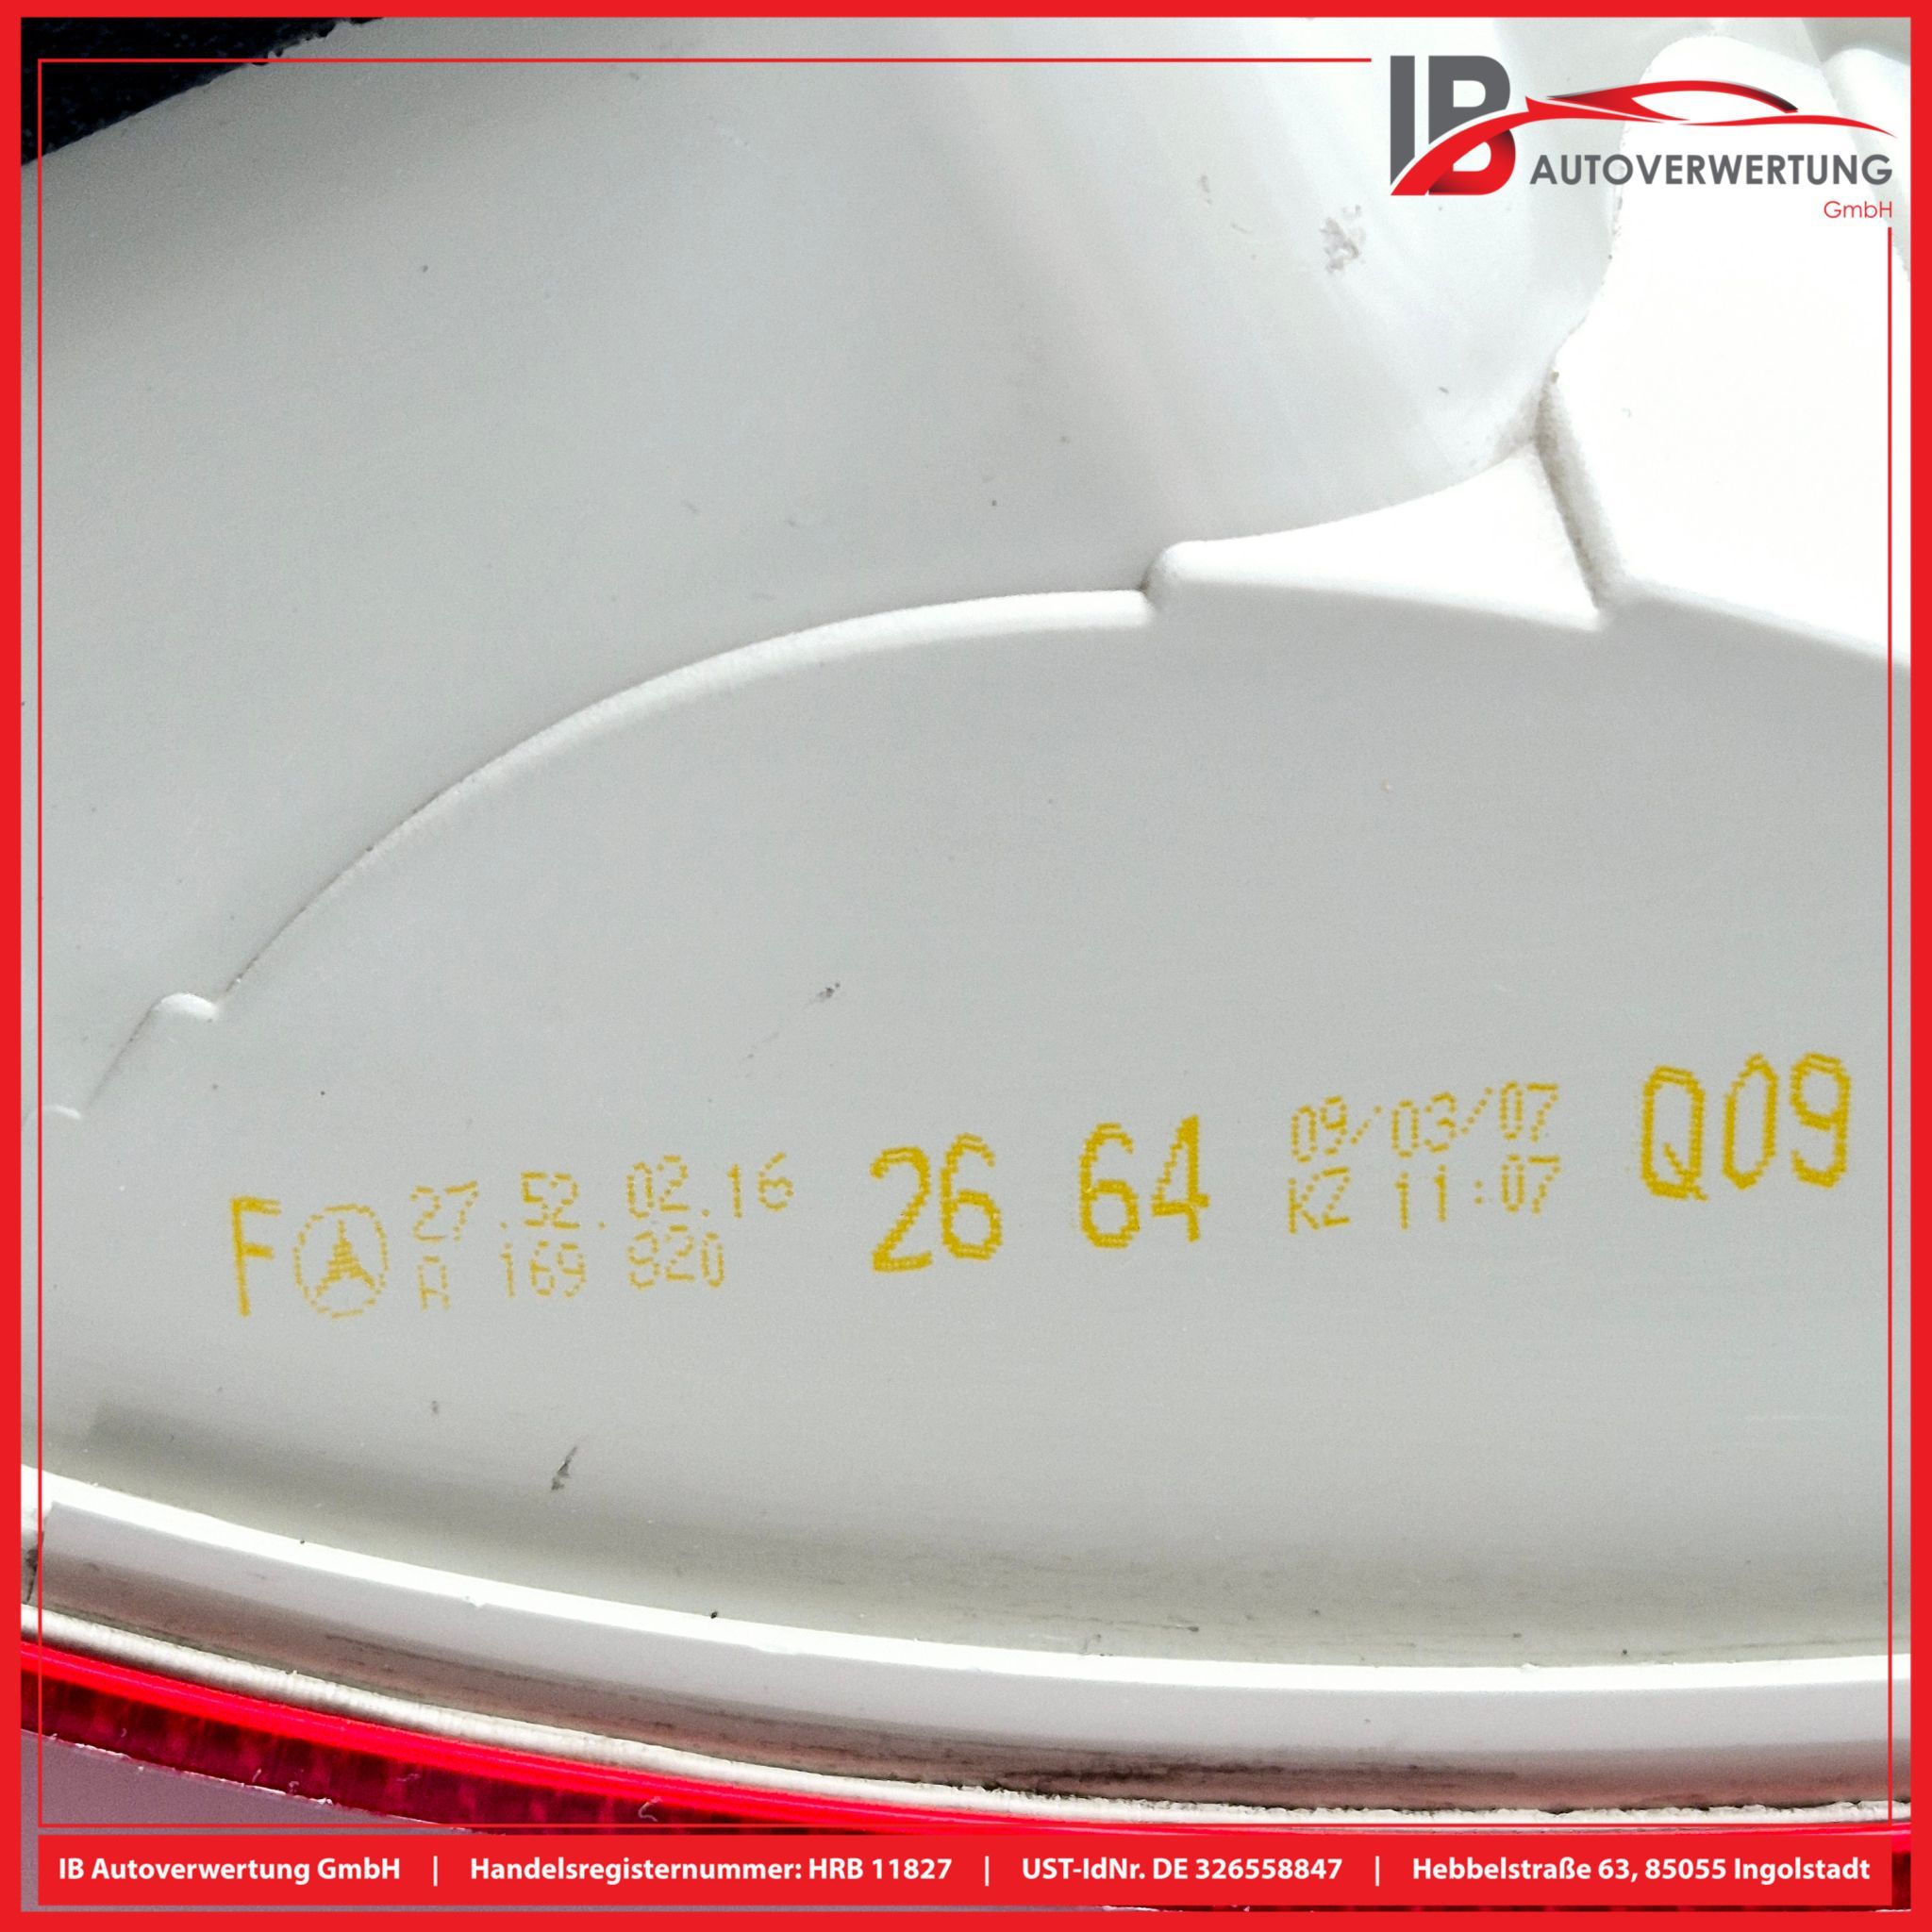 IB
AUTOVERWERTUNG
GmbH
F 27.52.02.16 26 64 09/03/07 Q09
A 169 820 KZ 11:07
IB Autoverwertung GmbH | Handelsregisternummer: HRB 11827 | UST-IdNr. DE 326558847 | Hebbelstraße 63, 85055 Ingolstadt